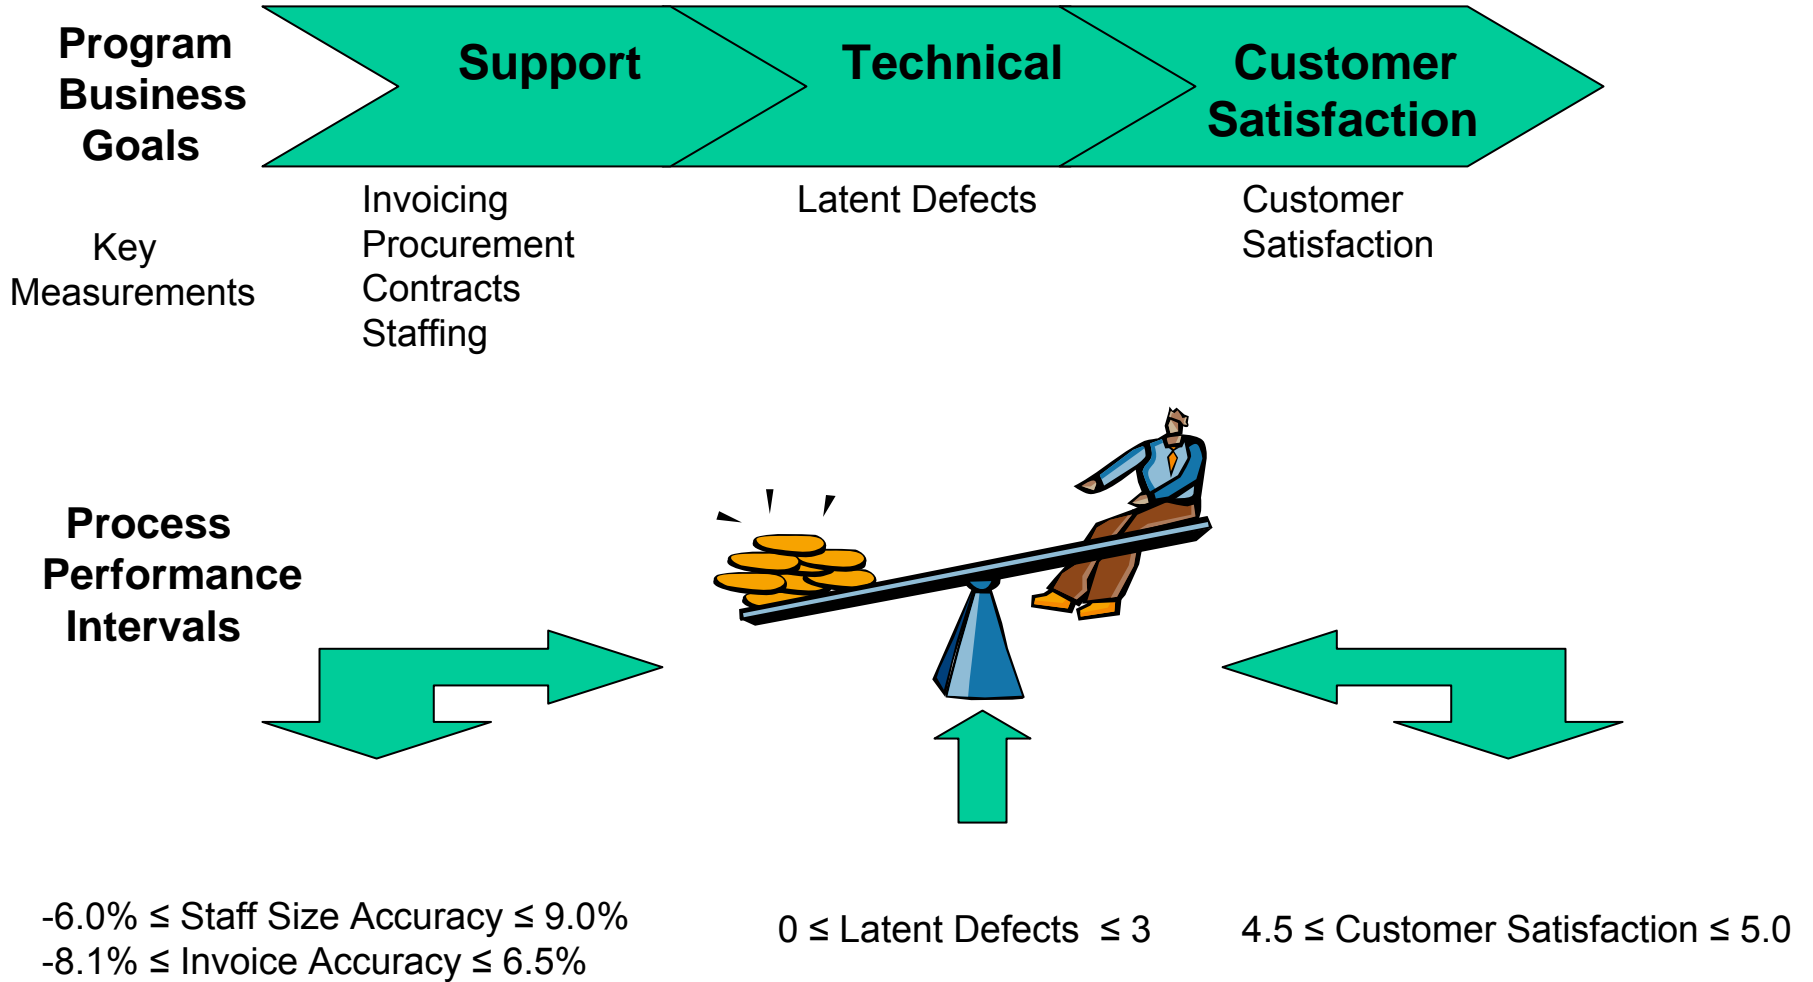 Program
Business
Goals
Support
Technical
Customer
Satisfaction
Key
Measurements
Invoicing
Procurement
Contracts
Staffing
Latent Defects
Customer
Satisfaction
Process
Performance
Intervals
-6.0% ≤ Staff Size Accuracy ≤ 9.0%
-8.1% ≤ Invoice Accuracy ≤ 6.5%
0 ≤ Latent Defects ≤ 3
4.5 ≤ Customer Satisfaction ≤ 5.0